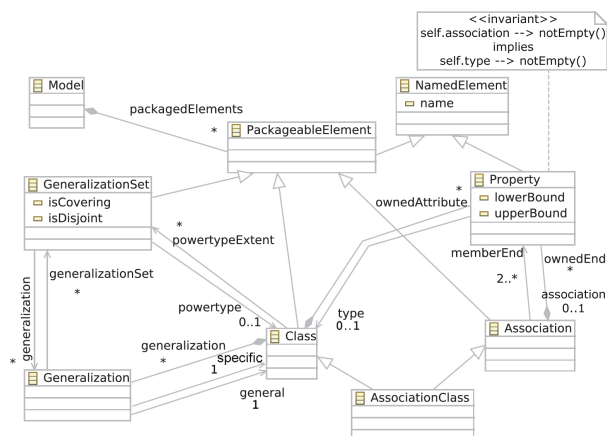 <<invariant>>
self.association --> notEmpty()
implies
self.type --> notEmpty()
Model
NamedElement
name
packagedElements
*
PackageableElement
GeneralizationSet
isCovering
isDisjoint
Property
lowerBound
upperBound
*
ownedAttribute
*
powertypeExtent
generalizationSet
*
memberEnd
2..*
ownedEnd
*
association
0..1
powertype
0..1
type
0..1
generalization
*
generalization
*
Class
Association
specific
1
Generalization
general
1
AssociationClass